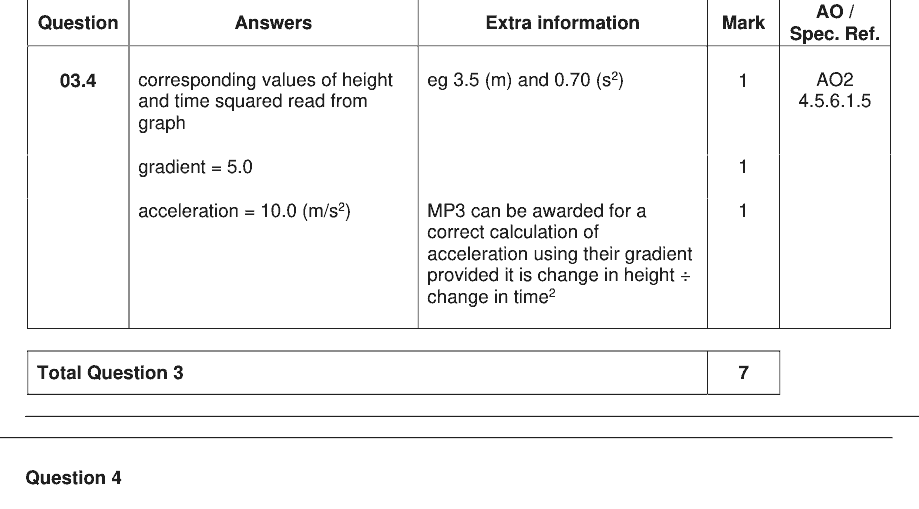 Question Answers Extra information Mark AO /
Spec. Ref.
03.4 corresponding values of height eg 3.5 (m) and 0.70 (s²) 1 AO2
and time squared read from 4.5.6.1.5
graph
gradient = 5.0 1
acceleration = 10.0 (m/s²) MP3 can be awarded for a 1
correct calculation of
acceleration using their gradient
provided it is change in height ÷
change in time²
Total Question 3 7
Question 4